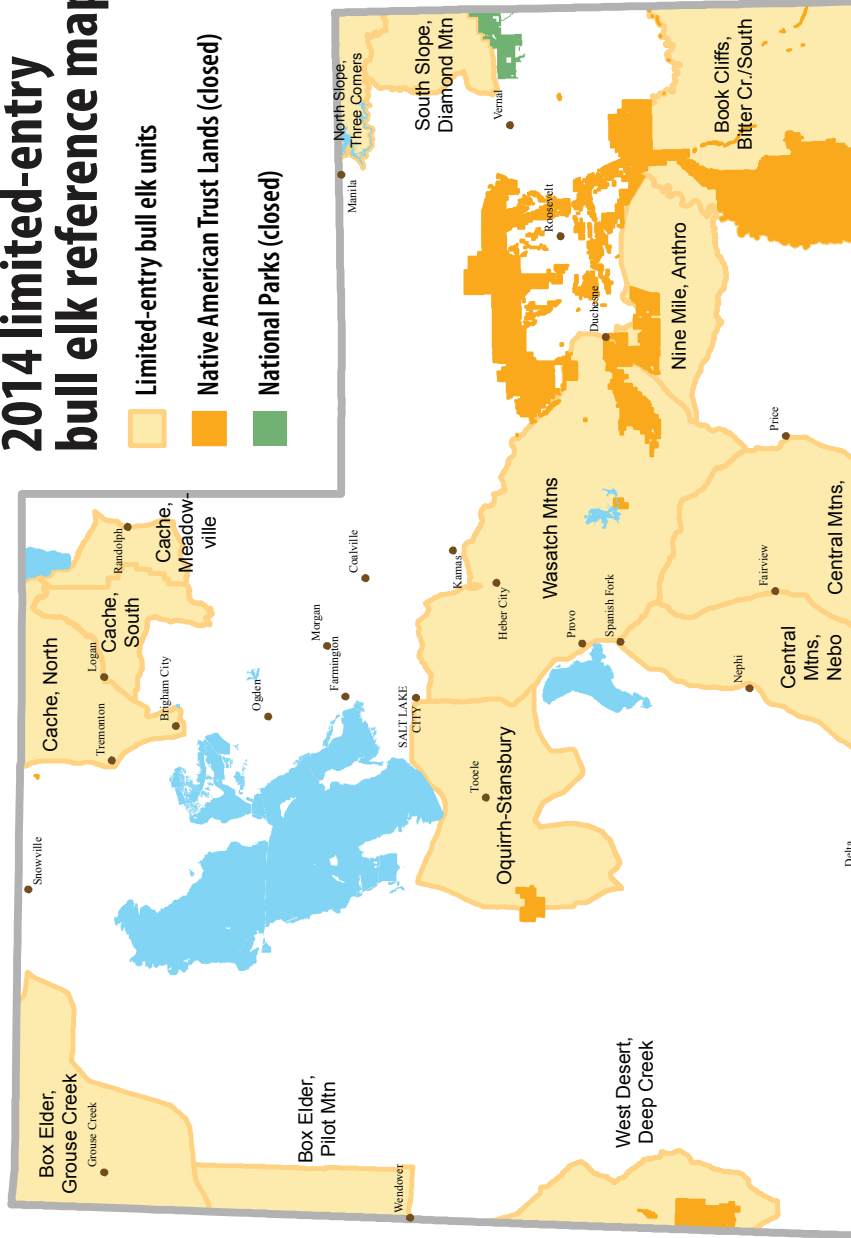 2014 limited-entry
bull elk reference map
Limited-entry bull elk units
Native American Trust Lands (closed)
National Parks (closed)
Snowville
Cache, North
Tremonton
Logan
Brigham City
Cache,
South
Randolph
Cache,
Meadow-
ville
Box Elder,
Grouse Creek
Grouse Creek
Box Elder,
Pilot Mtn
Wendover
Ogden
Morgan
Farmington
Coalville
SALT LAKE
CITY
Kamas
Heber City
Tooele
Oquirrh-Stansbury
Wasatch Mtns
Provo
Spanish Fork
West Desert,
Deep Creek
Manila
North Slope,
Three Corners
South Slope,
Diamond Mtn
Vernal
Roosevelt
Duchesne
Nine Mile, Anthro
Book Cliffs,
Bitter Cr./South
Price
Fairview
Nephi
Central
Mtns,
Nebo
Central Mtns,
Delta